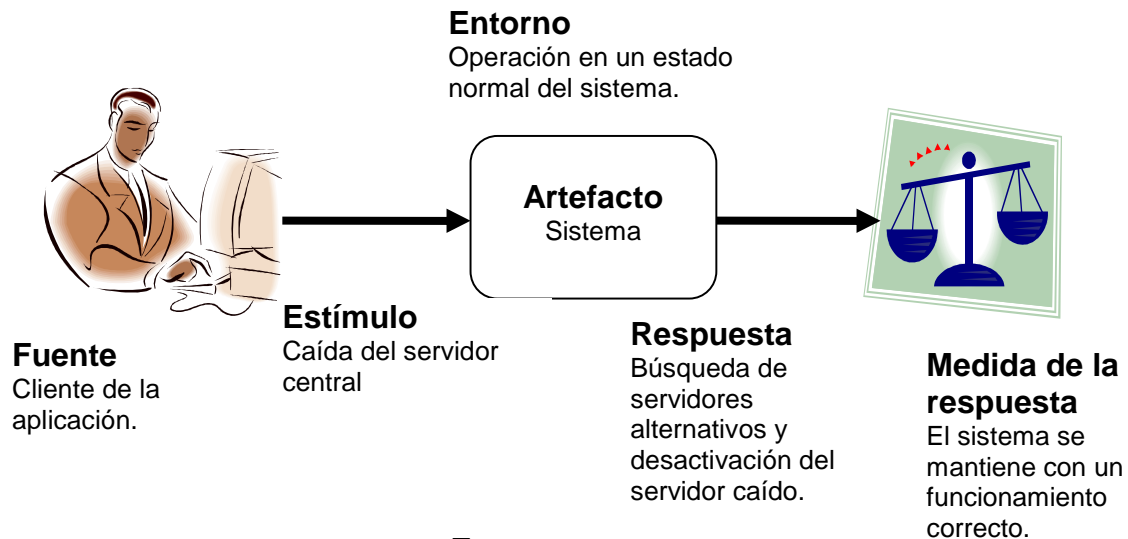 Entorno
Operación en un estado
normal del sistema.
Artefacto
Sistema
Fuente
Cliente de la
aplicación.
Estímulo
Caída del servidor
central
Respuesta
Búsqueda de
servidores
alternativos y
desactivación del
servidor caído.
Medida de la
respuesta
El sistema se
mantiene con un
funcionamiento
correcto.